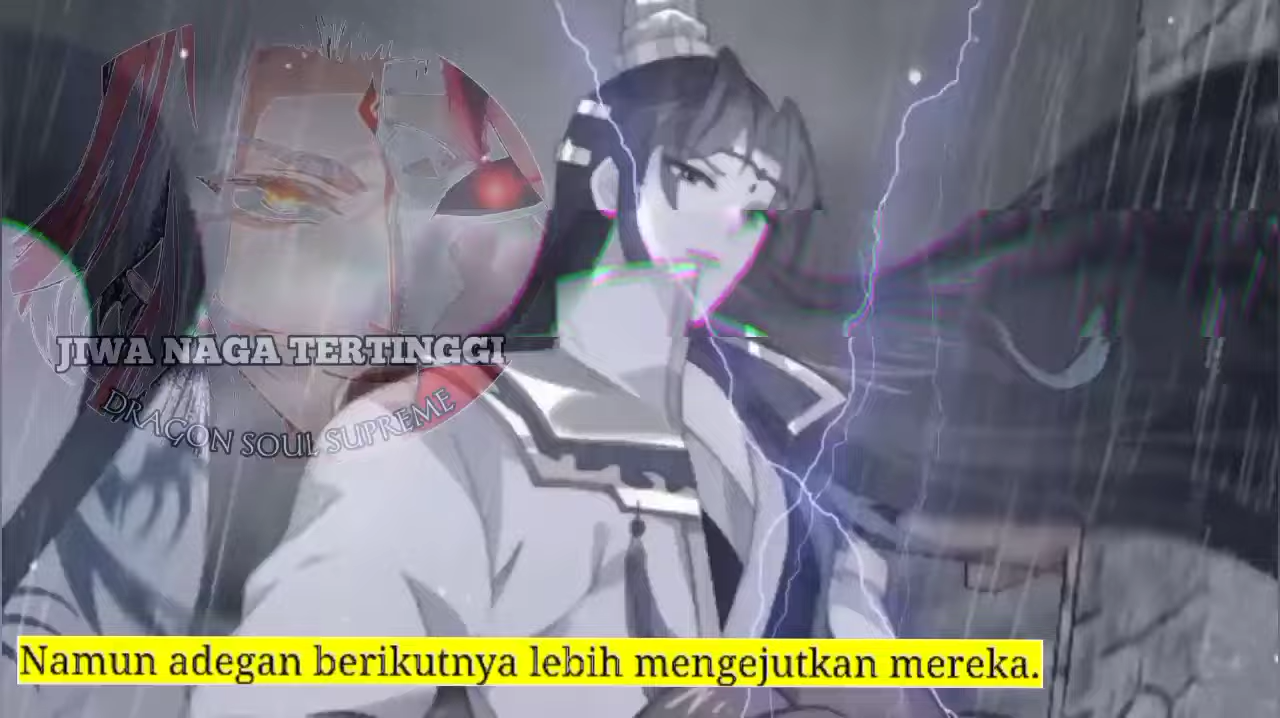 JIWA NAGA TERTINGGI
DRAGON SOUL SUPREME
Namun adegan berikutnya lebih mengejutkan mereka.